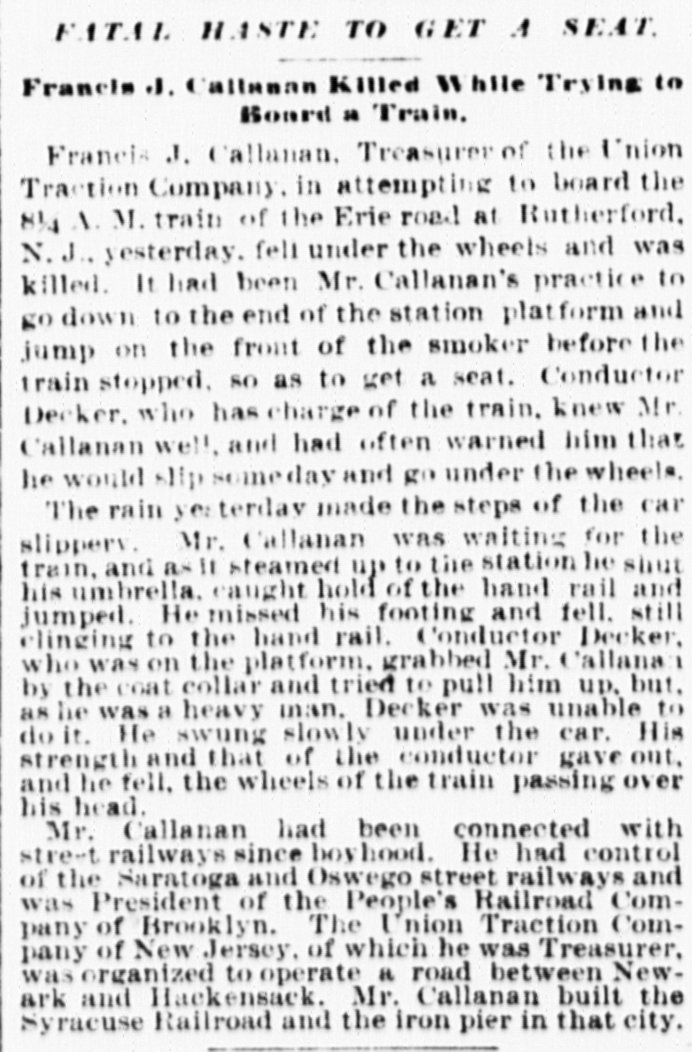 FATAL HASTE TO GET A SEAT.
Francis J. Callanan Killed While Trying to
Board a Train.
Francis J. Callanan, Treasurer of the Union
Traction Company, in attempting to board the
8¼ A. M. train of the Erie road at Rutherford,
N. J., yesterday, fell under the wheels and was
killed. It had been Mr. Callanan's practice to
go down to the end of the station platform and
jump on the front of the smoker before the
train stopped, so as to get a seat. Conductor
Decker, who has charge of the train, knew Mr.
Callanan well, and had often warned him that
he would slip some day and go under the wheels.
The rain yesterday made the steps of the car
slippery. Mr. Callanan was waiting for the
train, and as it steamed up to the station he shut
his umbrella, caught hold of the hand rail and
jumped. He missed his footing and fell, still
clinging to the hand rail. Conductor Decker,
who was on the platform, grabbed Mr. Callanan
by the coat collar and tried to pull him up, but,
as he was a heavy man, Decker was unable to
do it. He swung slowly under the car. His
strength and that of the conductor gave out,
and he fell, the wheels of the train passing over
his head.
Mr. Callanan had been connected with
street railways since boyhood. He had control
of the Saratoga and Oswego street railways and
was President of the People's Railroad Com-
pany of Brooklyn. The Union Traction Com-
pany of New Jersey, of which he was Treasurer,
was organized to operate a road between New-
ark and Hackensack. Mr. Callanan built the
Syracuse Railroad and the iron pier in that city.